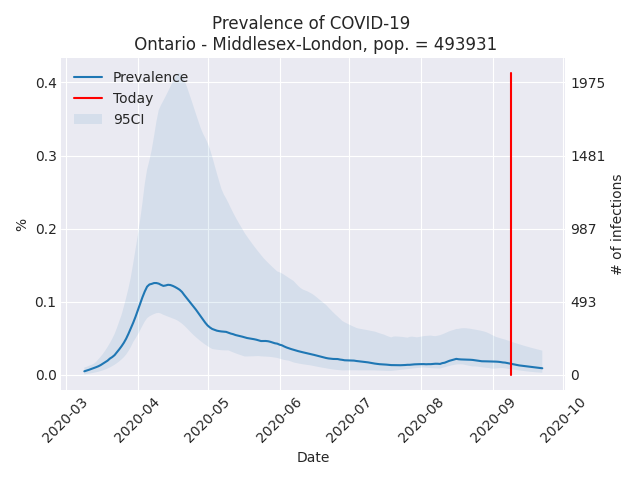 Prevalence of COVID-19
Ontario - Middlesex-London, pop. = 493931
Prevalence
Today
95CI
%
0.4
0.3
0.2
0.1
0.0
1975
1481
987
493
0
# of infections
2020-03
2020-04
2020-05
2020-06
2020-07
2020-08
2020-09
2020-10
Date